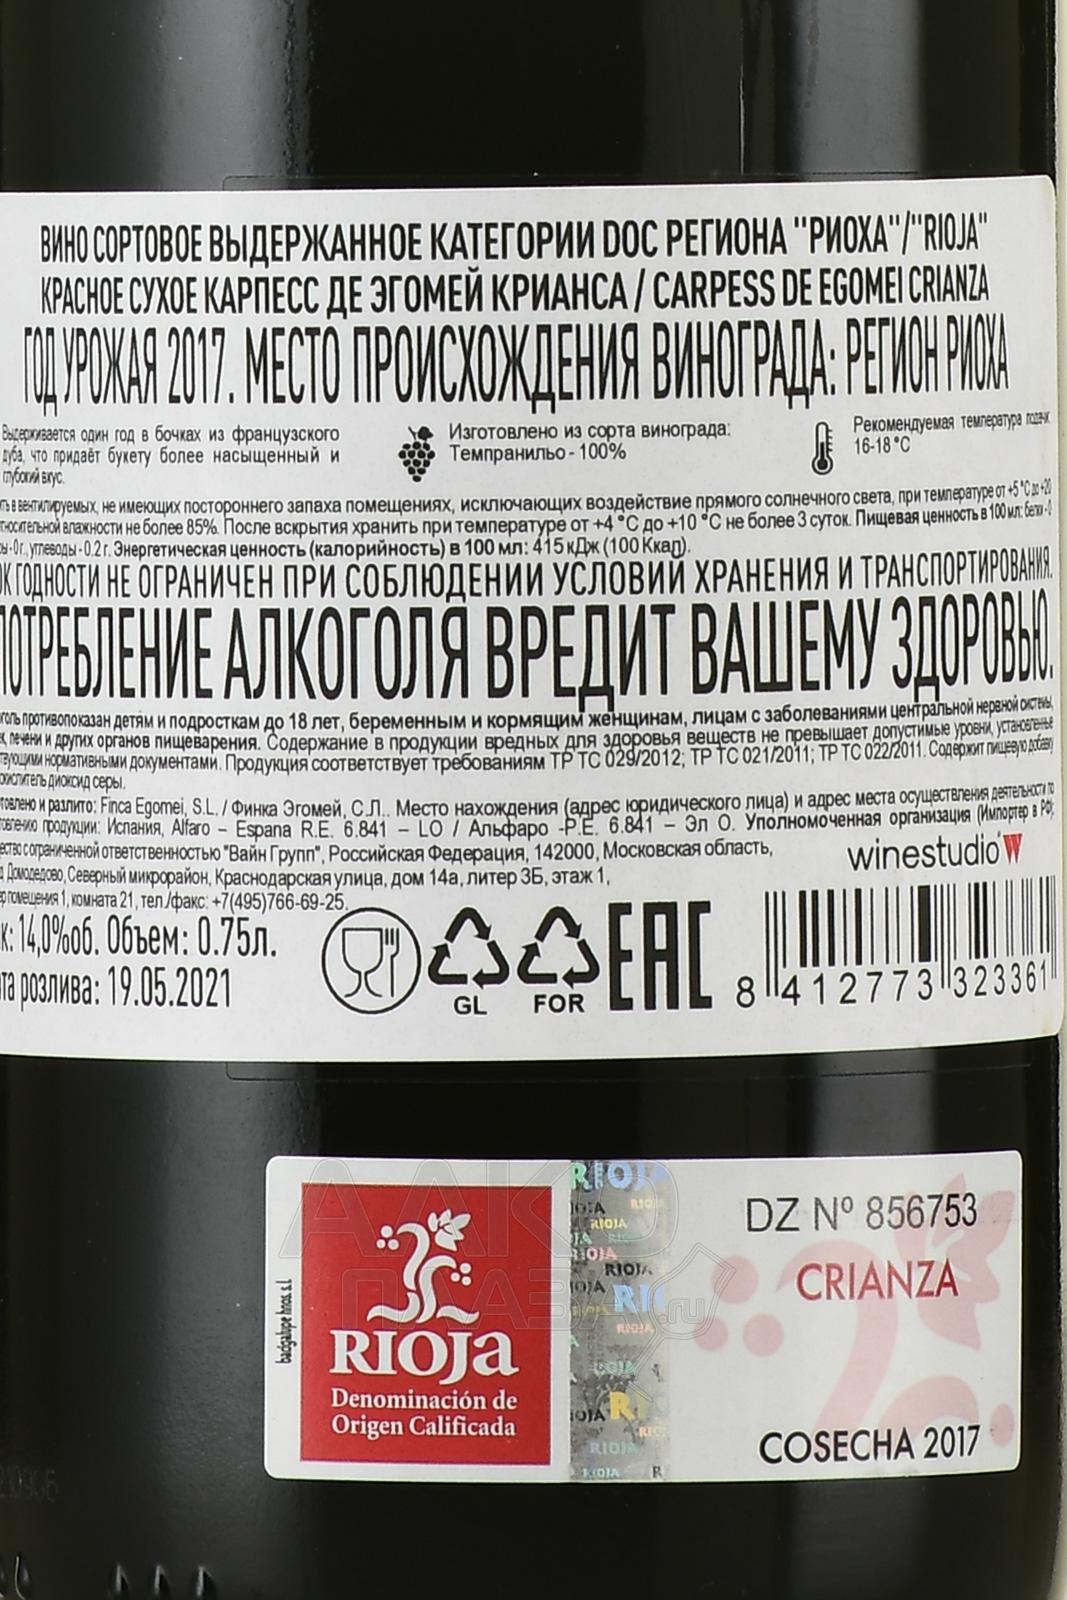 ВИНО СОРТОВОЕ ВЫДЕРЖАННОЕ КАТЕГОРИИ DOC РЕГИОНА "РИОХА"/"RIOJA"
КРАСНОЕ СУХОЕ КАРПЕСС ДЕ ЭГОМЕЙ КРИАНСА / CARPESS DE EGOMEI CRIANZA
ГОД УРОЖАЯ 2017. МЕСТО ПРОИСХОЖДЕНИЯ ВИНОГРАДА: РЕГИОН РИОХА
Выдерживается один год в бочках из французского
дуба, что придаёт букету более насыщенный и
глубокий вкус.
Изготовлено из сорта винограда:
Темпранильо - 100%
Рекомендуемая температура подачи:
16-18 °C
в вентилируемых, не имеющих постороннего запаха помещениях, исключающих воздействие прямого солнечного света, при температуре от +5 °C до +20
относительной влажности не более 85%. После вскрытия хранить при температуре от +4 °C до +10 °C не более 3 суток. Пищевая ценность в 100 мл: белки - 0
- 0 г., углеводы - 0.2 г. Энергетическая ценность (калорийность) в 100 мл: 415 кДж (100 Ккал).
ГОДНОСТИ НЕ ОГРАНИЧЕН ПРИ СОБЛЮДЕНИИ УСЛОВИЙ ХРАНЕНИЯ И ТРАНСПОРТИРОВАНИЯ.
ПОТРЕБЛЕНИЕ АЛКОГОЛЯ ВРЕДИТ ВАШЕМУ ЗДОРОВЬЮ.
противопоказан детям и подросткам до 18 лет, беременным и кормящим женщинам, лицам с заболеваниями центральной нервной системы,
печени и других органов пищеварения. Содержание в продукции вредных для здоровья веществ не превышает допустимые уровни, установленные
нормативными документами. Продукция соответствует требованиям ТР ТС 029/2012; ТР ТС 021/2011; ТР ТС 022/2011. Содержит пищевую добавку
диоксид серы.
и разлито: Finca Egomei, S.L. / Финка Эгомей, С.Л.. Место нахождения (адрес юридического лица) и адрес места осуществления деятельности по
продукции: Испания, Alfaro – Espana R.E. 6.841 – LO / Альфаро -Р.Е. 6.841 – Эл О. Уполномоченная организация (Импортер в РФ):
с ограниченной ответственностью "Вайн Групп", Российская Федерация, 142000, Московская область,
Домодедово, Северный микрорайон, Краснодарская улица, дом 14а, литер 3Б, этаж 1,
помещения 1, комната 21, тел./факс: +7(495)766-69-25.
winestudio W
14,0%об. Объем: 0.75л.
розлива: 19.05.2021
GL
FOR
EAC
8 412773 323361
badgalupe hnos s.l.
RIOJA
Denominación de
Origen Calificada
RIOJA
DZ Nº 856753
CRIANZA
COSECHA 2017
АЛКО
ПЛАЗА.ru